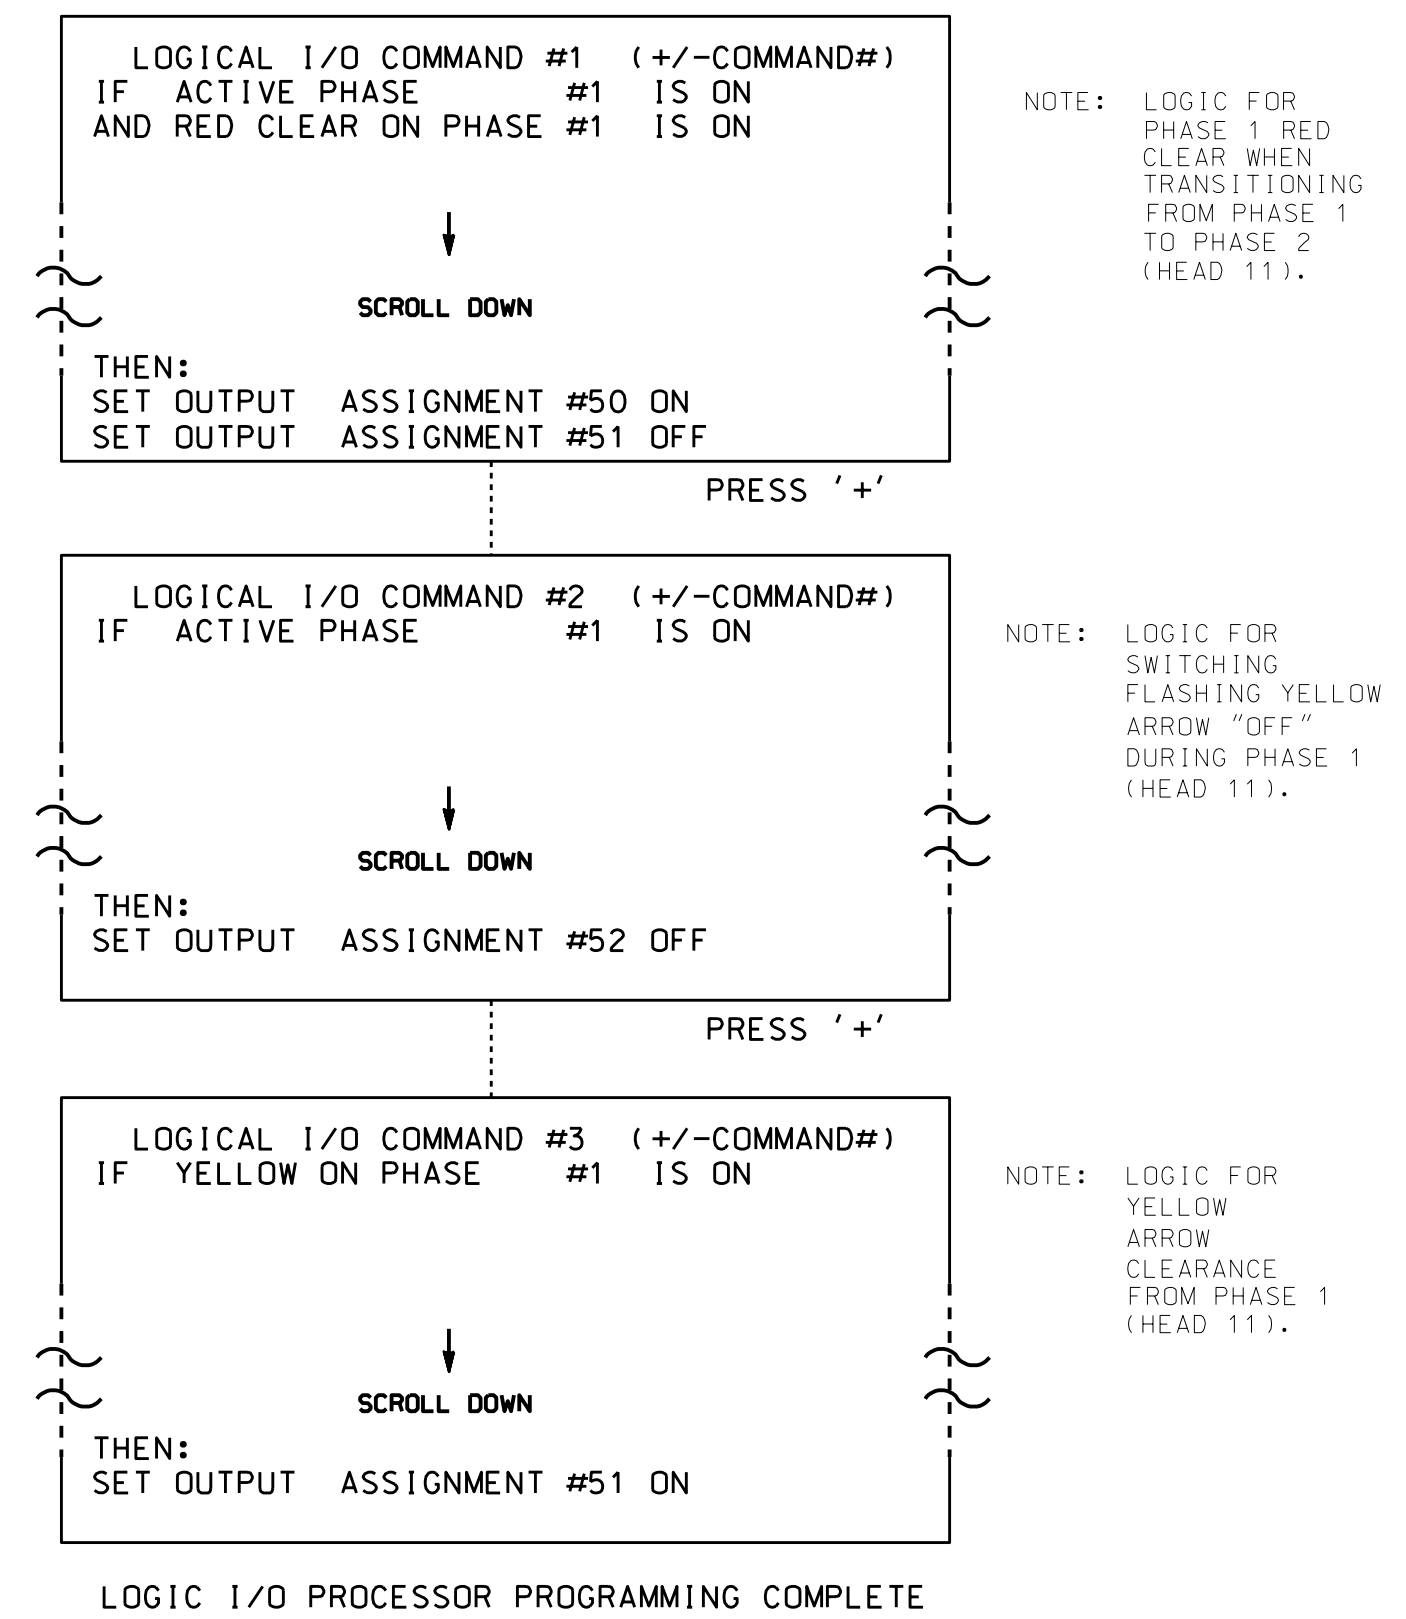 LOGICAL I/O COMMAND #1 (+/-COMMAND#)
IF ACTIVE PHASE #1 IS ON
AND RED CLEAR ON PHASE #1 IS ON
SCROLL DOWN
THEN:
SET OUTPUT ASSIGNMENT #50 ON
SET OUTPUT ASSIGNMENT #51 OFF
NOTE: LOGIC FOR
PHASE 1 RED
CLEAR WHEN
TRANSITIONING
FROM PHASE 1
TO PHASE 2
(HEAD 11).
PRESS '+'
LOGICAL I/O COMMAND #2 (+/-COMMAND#)
IF ACTIVE PHASE #1 IS ON
SCROLL DOWN
THEN:
SET OUTPUT ASSIGNMENT #52 OFF
NOTE: LOGIC FOR
SWITCHING
FLASHING YELLOW
ARROW "OFF"
DURING PHASE 1
(HEAD 11).
PRESS '+'
LOGICAL I/O COMMAND #3 (+/-COMMAND#)
IF YELLOW ON PHASE #1 IS ON
SCROLL DOWN
THEN:
SET OUTPUT ASSIGNMENT #51 ON
NOTE: LOGIC FOR
YELLOW
ARROW
CLEARANCE
FROM PHASE 1
(HEAD 11).
LOGIC I/O PROCESSOR PROGRAMMING COMPLETE